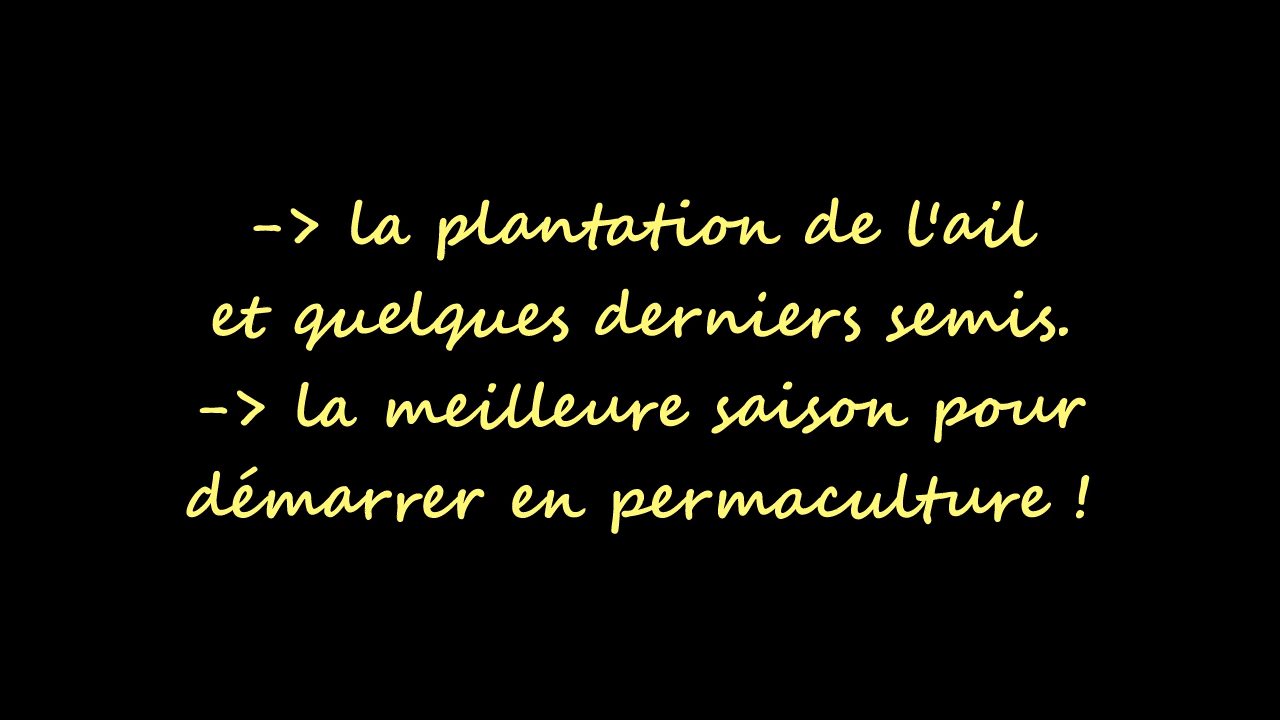 -> la plantation de l'ail
et quelques derniers semis.
-> la meilleure saison pour
démarrer en permaculture !